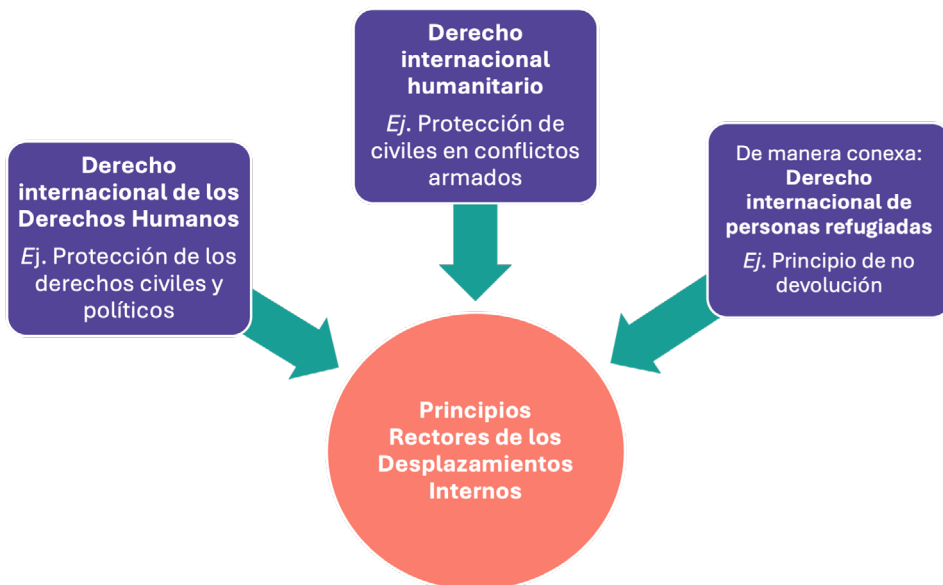 Derecho
internacional de los
Derechos Humanos
Ej. Protección de los
derechos civiles y
políticos
Derecho
internacional
humanitario
Ej. Protección de
civiles en conflictos
armados
De manera conexa:
Derecho
internacional de
personas refugiadas
Ej. Principio de no
devolución
Principios
Rectores de los
Desplazamientos
Internos